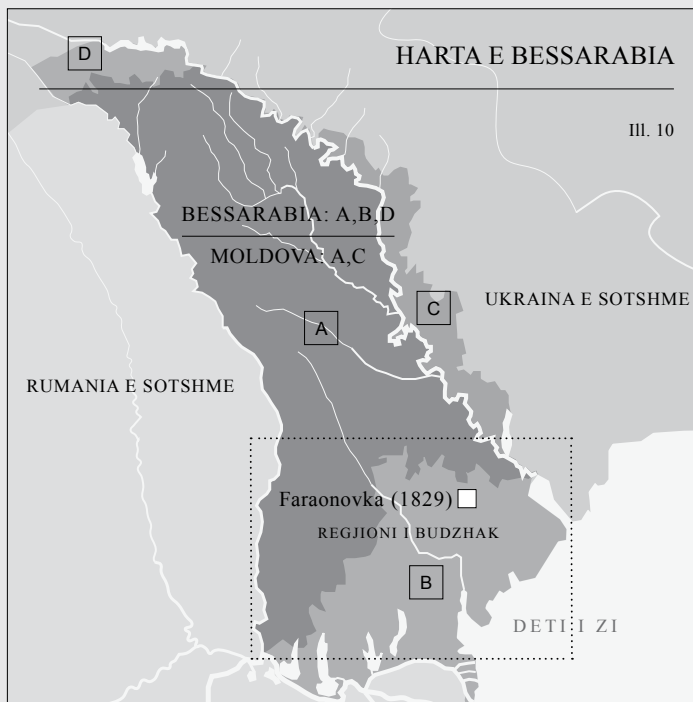 D
HARTA E BESSARABIA
Ill. 10
BESSARABIA: A,B,D
MOLDOVA: A,C
C
UKRAINA E SOTSHME
A
RUMANIA E SOTSHME
Faraonovka (1829)
REGJIONI I BUDZHAK
B
DETI I ZI